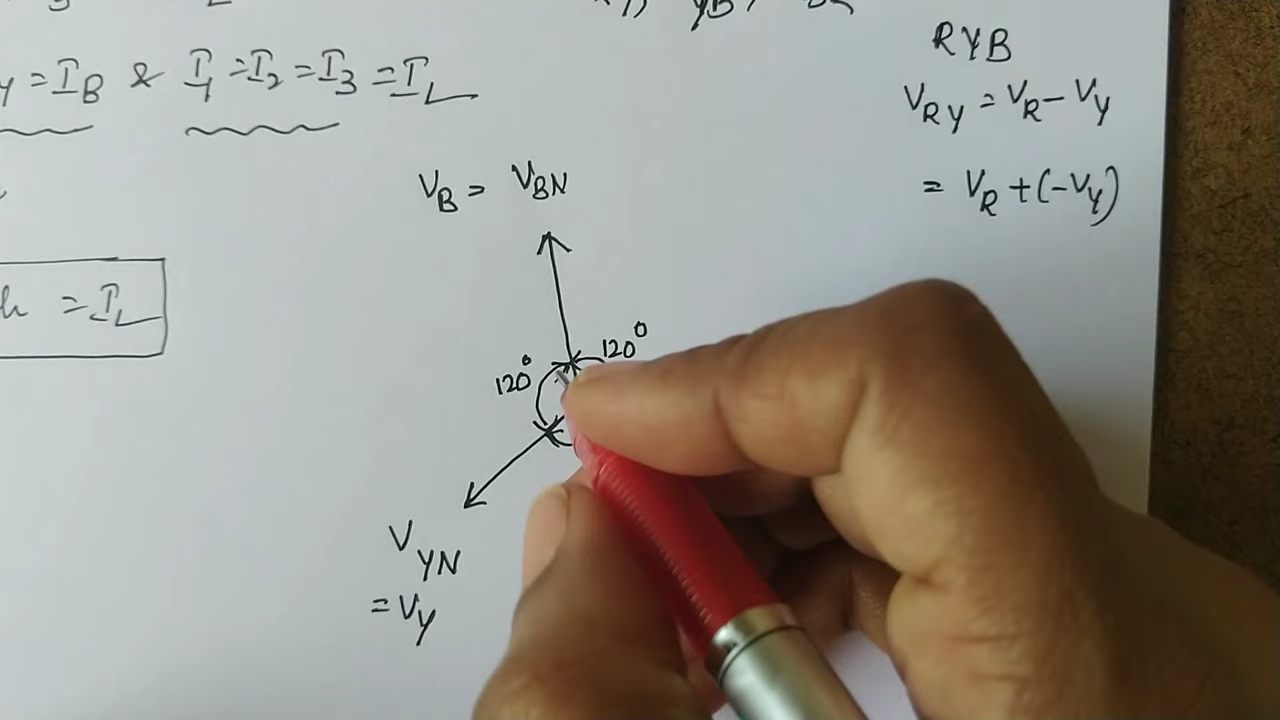 RYB
Y = I_B & I_1 = I_2 = I_3 = I_L
V_RY = V_R - V_Y
V_B = V_BN
= V_R + (-V_Y)
= I_L
120°
120°
V_YN
= V_Y